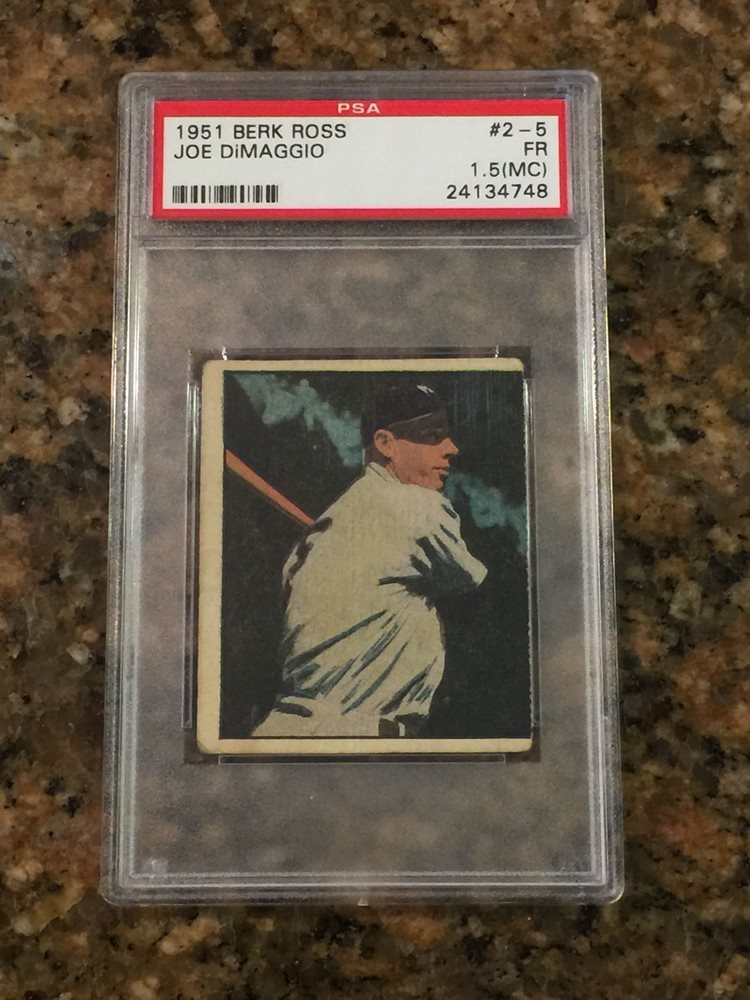 PSA
1951 BERK ROSS #2-5
JOE DiMAGGIO FR
1.5(MC)
24134748